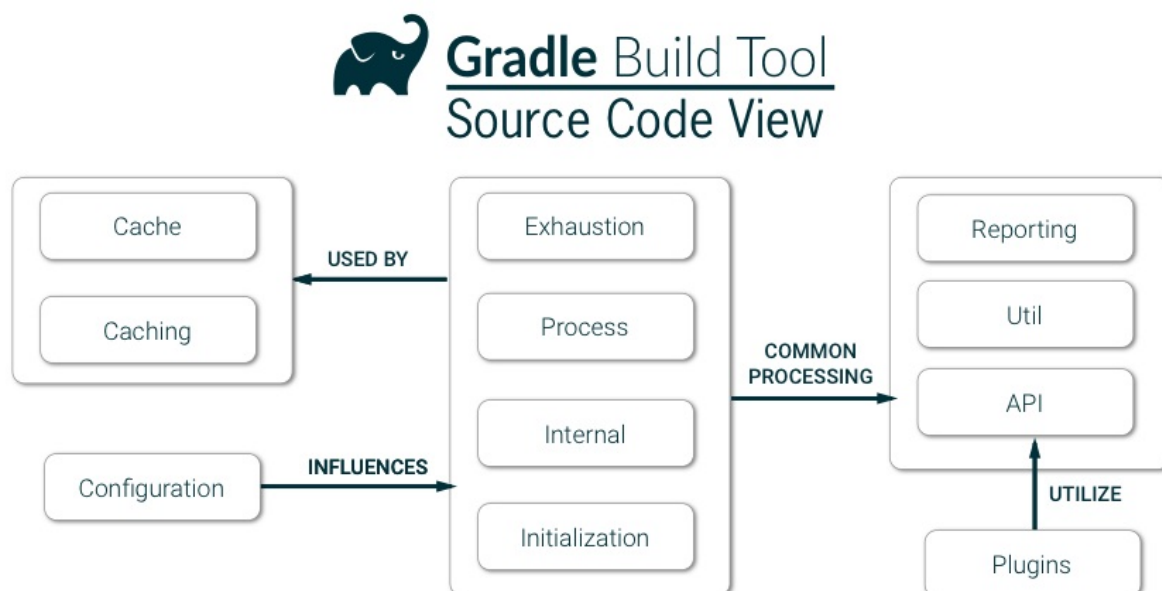 Gradle Build Tool
Source Code View
Cache
Caching
USED BY
Configuration
INFLUENCES
Exhaustion
Process
Internal
Initialization
COMMON
PROCESSING
Reporting
Util
API
UTILIZE
Plugins